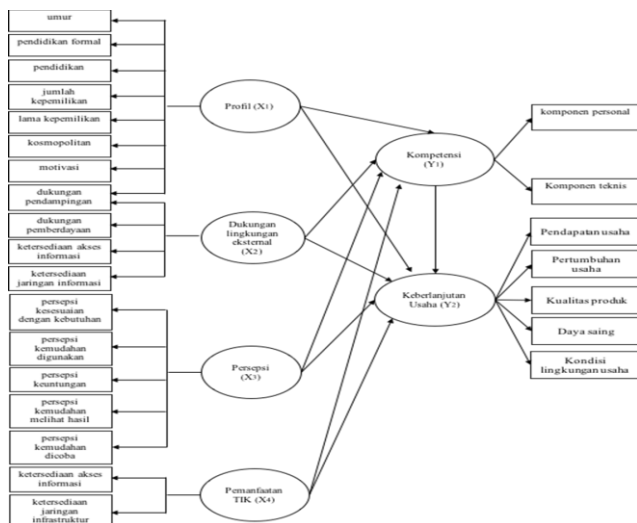 umur
pendidikan formal
pendidikan
jumlah
kepemilikan
lama kepemilikan
kosmopolitan
motivasi
dukungan
pendampingan
dukungan
pemberdayaan
ketersediaan akses
informasi
ketersediaan
jaringan informasi
persepsi
kesesuaian
dengan kebutuhan
persepsi
kemudahan
digunakan
persepsi
keuntungan
persepsi
kemudahan
melihat hasil
persepsi
kemudahan
dicoba
ketersediaan akses
informasi
ketersediaan
jaringan
infrastruktur
Profil (X1)
Dukungan
lingkungan
eksternal
(X2)
Persepsi
(X3)
Pemanfaatan
TIK (X4)
Kompetensi
(Y1)
Keberlanjutan
Usaha (Y2)
komponen personal
Komponen teknis
Pendapatan usaha
Pertumbuhan
usaha
Kualitas produk
Daya saing
Kondisi
lingkungan usaha